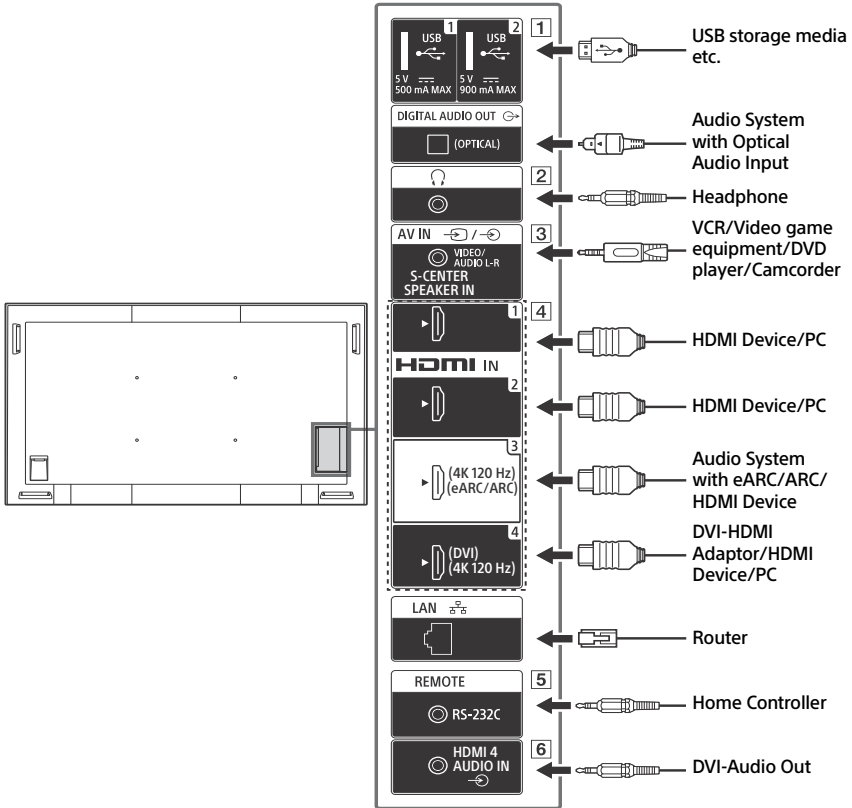 1
USB
2
USB
5 V
500 mA MAX
5 V
900 mA MAX
1
USB storage media
etc.
DIGITAL AUDIO OUT
(OPTICAL)
Audio System
with Optical
Audio Input
2
Headphone
AV IN
/
VIDEO/
AUDIO L-R
S-CENTER
SPEAKER IN
3
VCR/Video game
equipment/DVD
player/Camcorder
1
4
HDMI Device/PC
HDMI IN
2
HDMI Device/PC
3
(4K 120 Hz)
(eARC/ARC)
Audio System
with eARC/ARC/
HDMI Device
4
(DVI)
(4K 120 Hz)
DVI-HDMI
Adaptor/HDMI
Device/PC
LAN
Router
REMOTE
RS-232C
5
Home Controller
HDMI 4
AUDIO IN
6
DVI-Audio Out